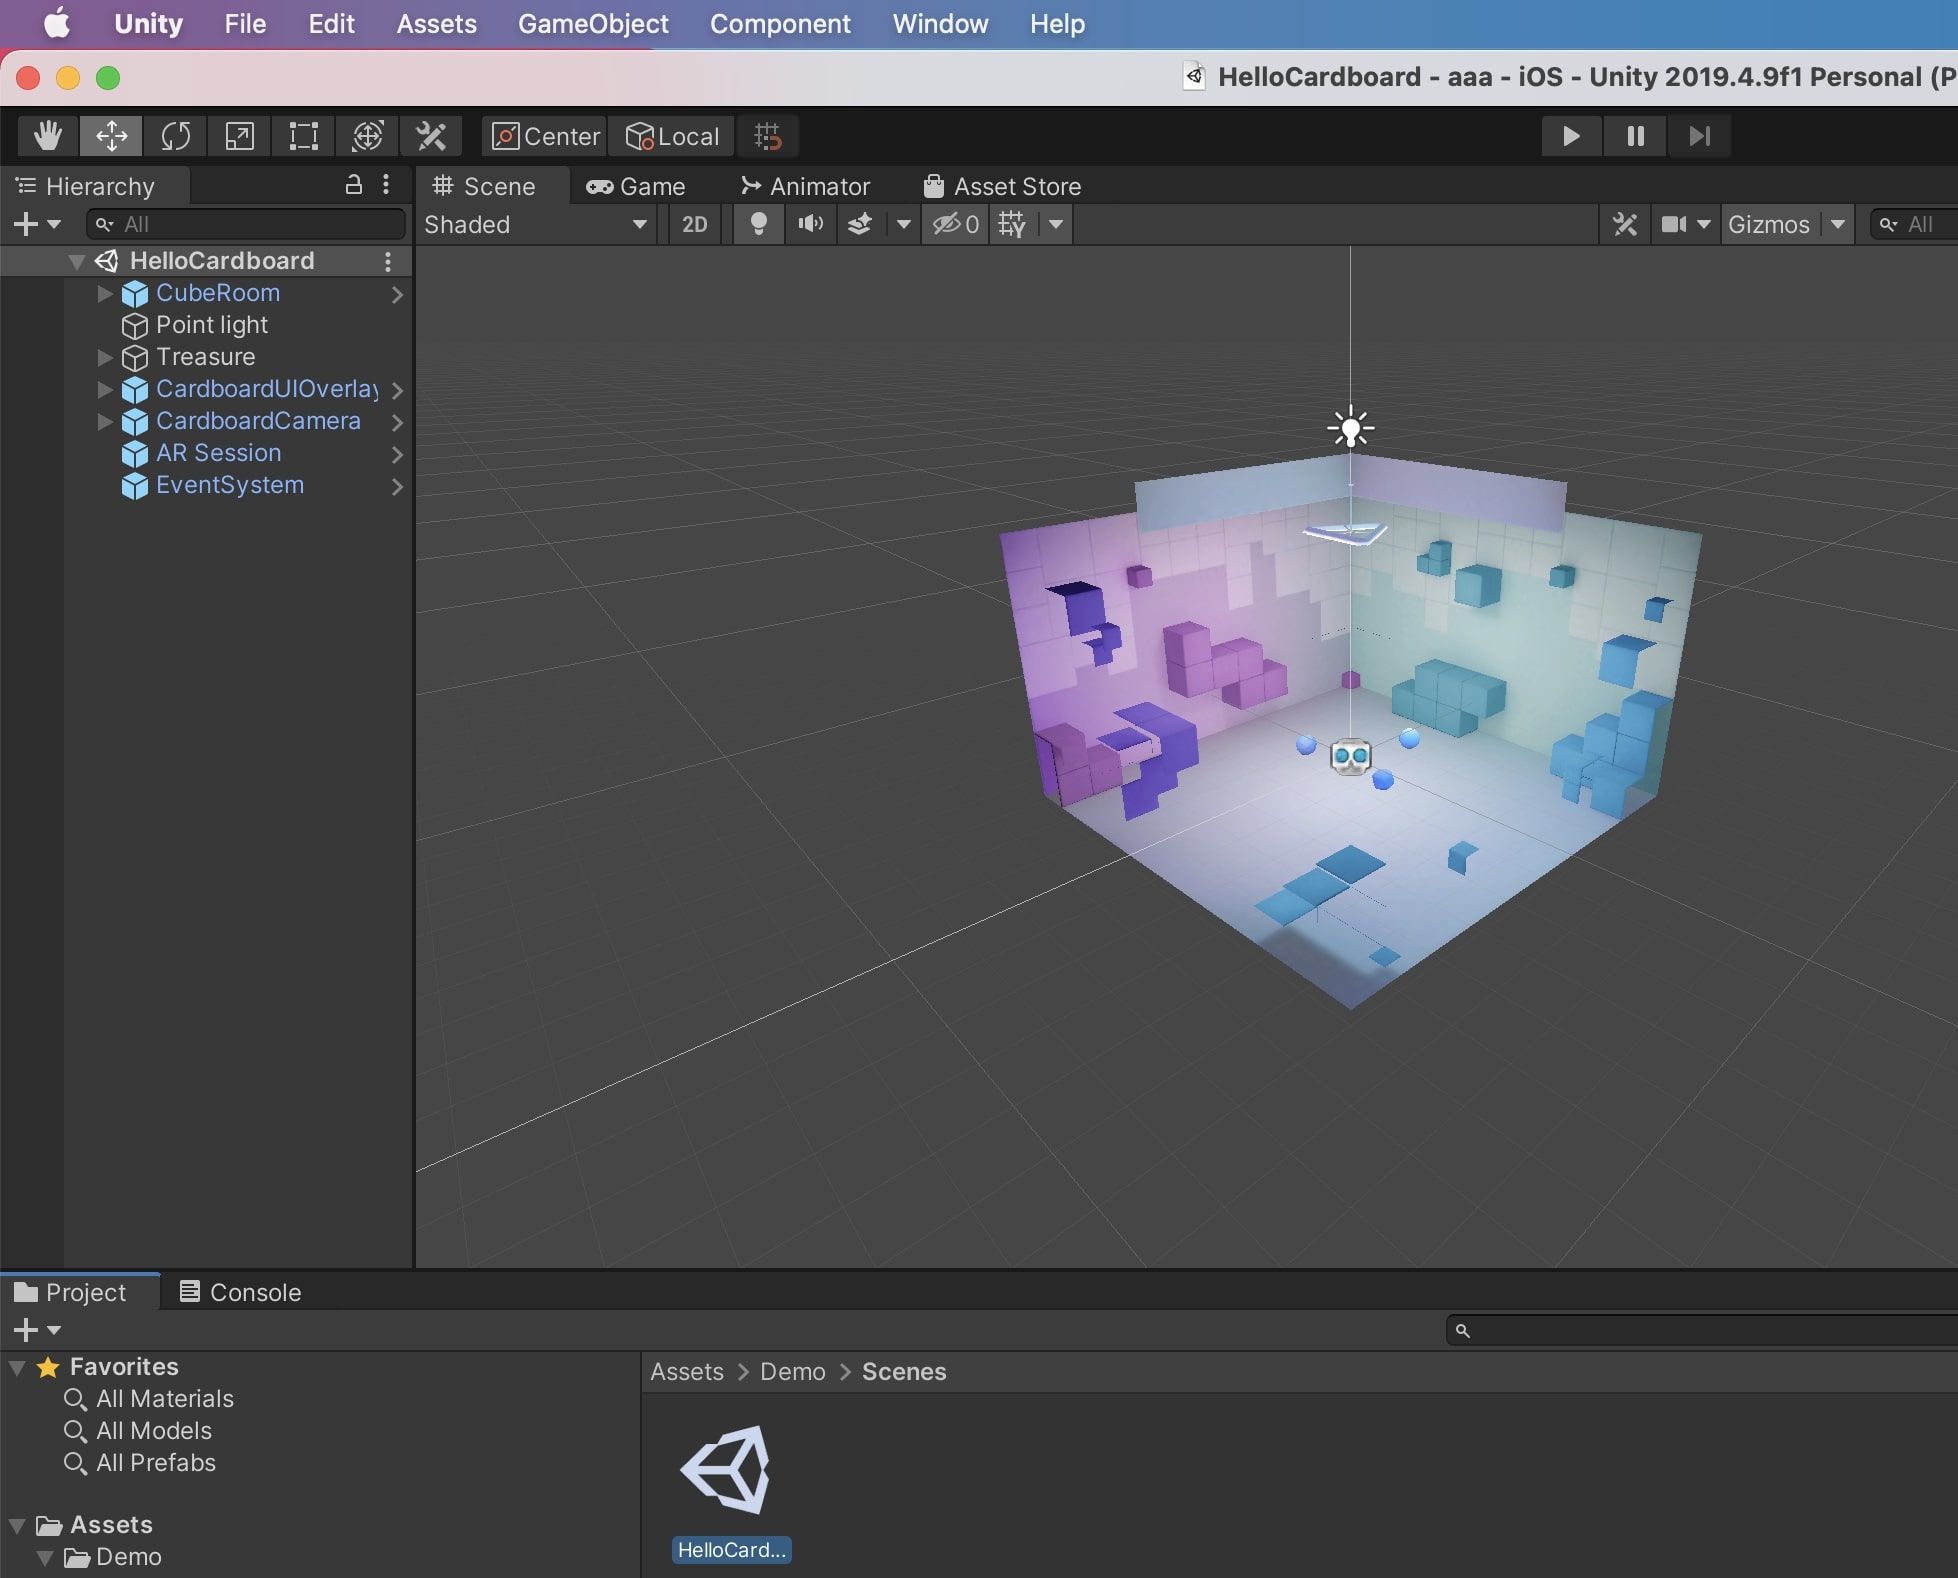 Unity File Edit Assets GameObject Component Window Help
HelloCardboard - aaa - iOS - Unity 2019.4.9f1 Personal (P
Center Local
Hierarchy
All
HelloCardboard
CubeRoom
Point light
Treasure
CardboardUIOverlay
CardboardCamera
AR Session
EventSystem
Scene Game Animator Asset Store
Shaded 2D 0 Gizmos All
Project Console
Favorites
All Materials
All Models
All Prefabs
Assets
Demo
Assets > Demo > Scenes
HelloCard...